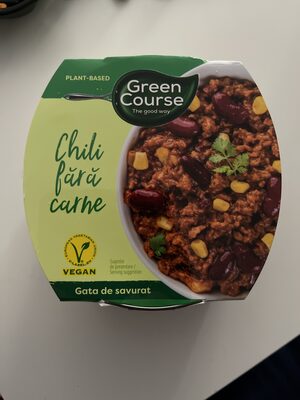 PLANT-BASED
Green
Course
The good way
Chili
fără
carne
VEGAN
Sugestie
de prezentare /
Serving suggestion
Gata de savurat